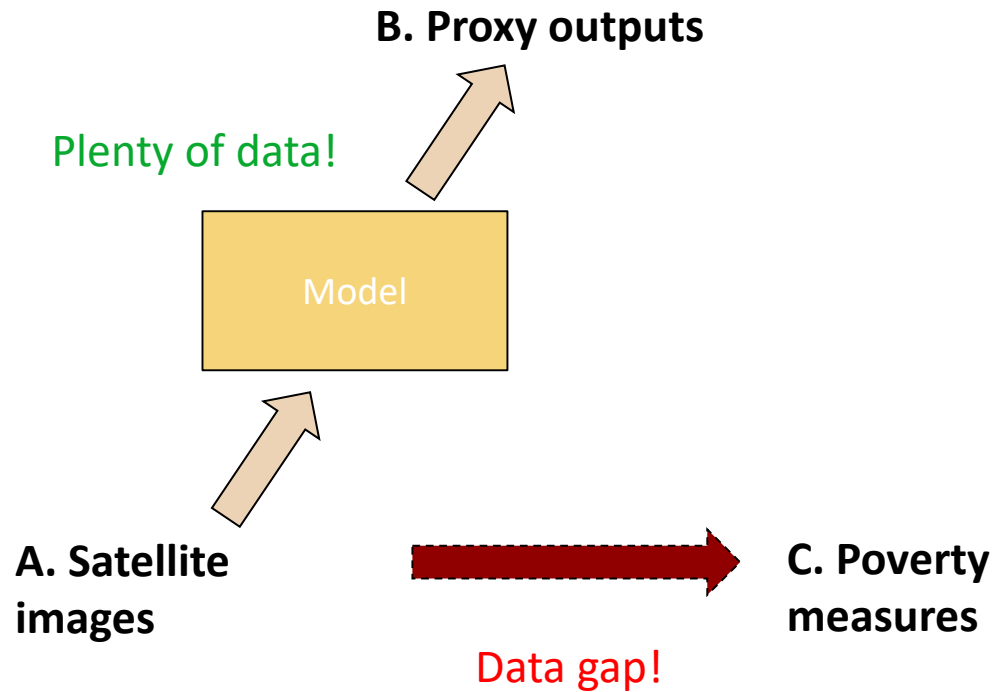 B. Proxy outputs
Plenty of data!
Model
A. Satellite
images
C. Poverty
measures
Data gap!